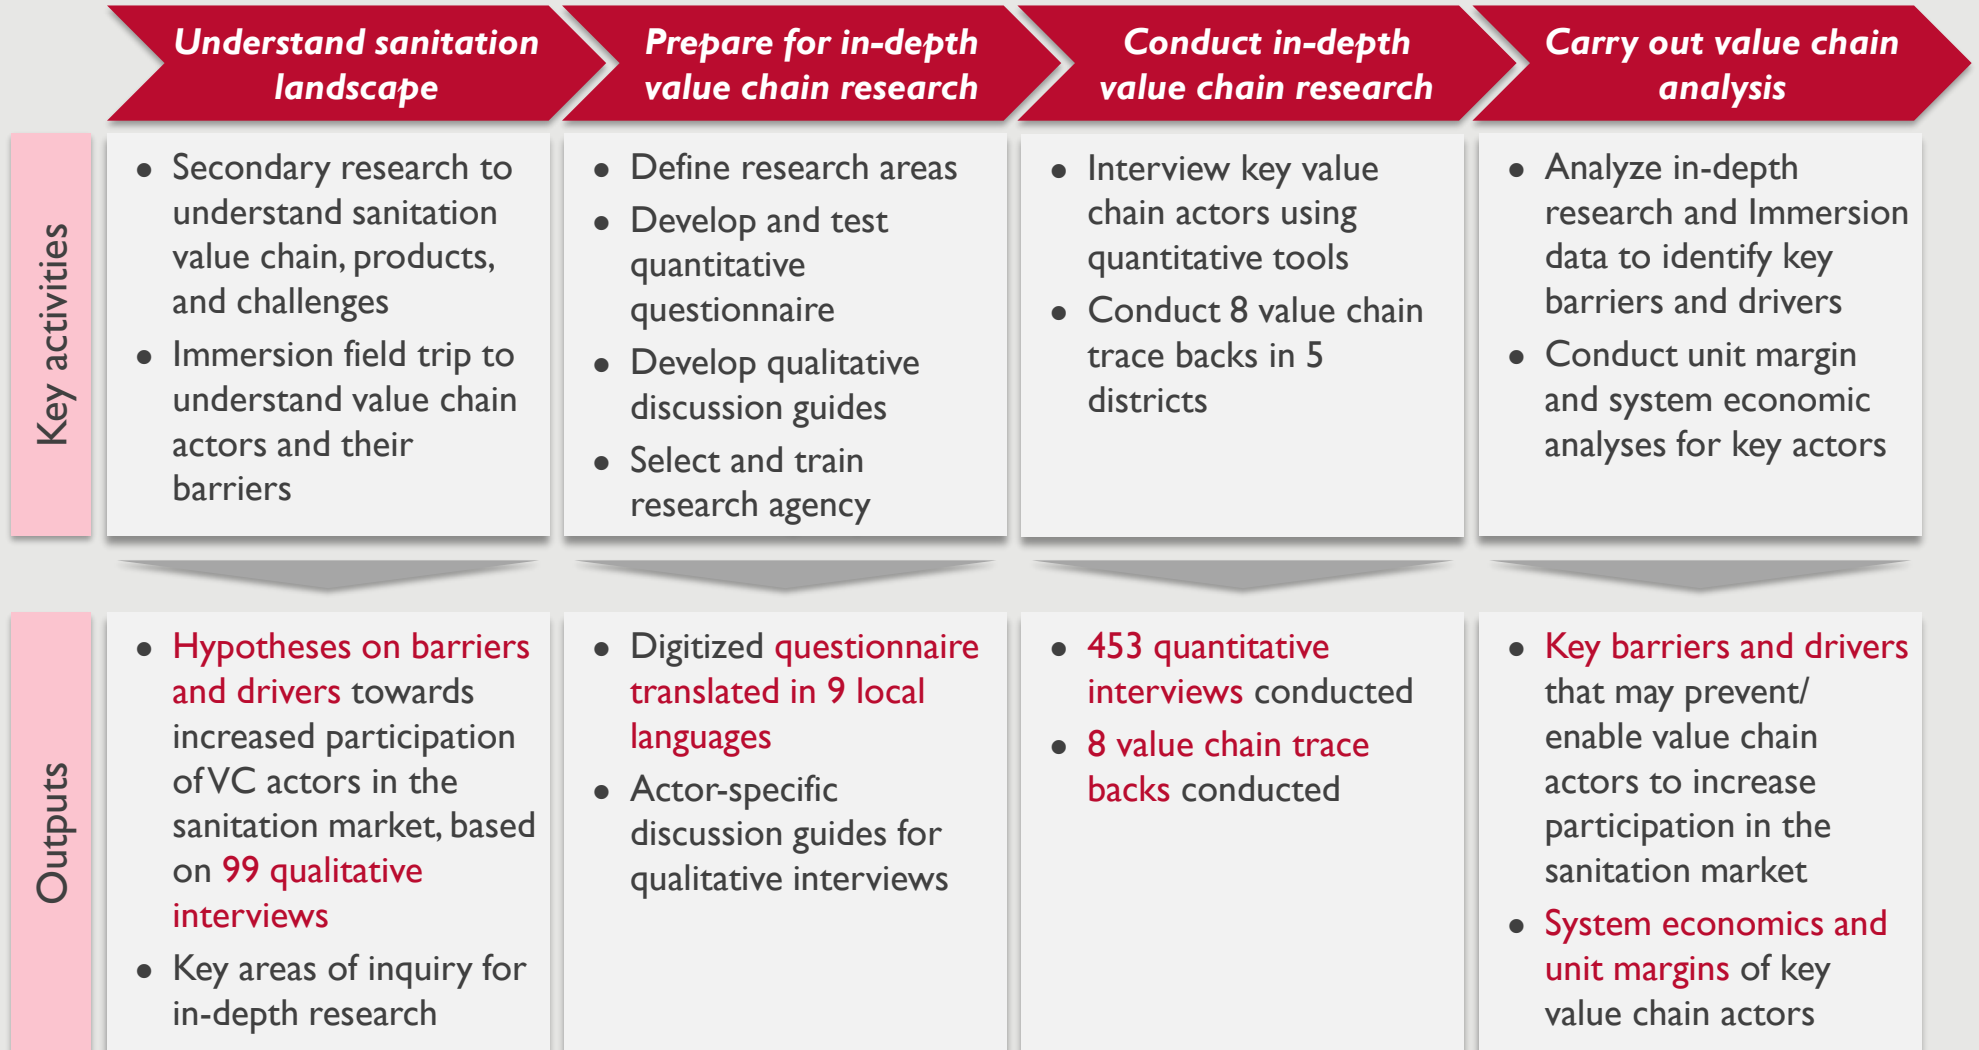 Understand sanitation
landscape
Prepare for in-depth
value chain research
Conduct in-depth
value chain research
Carry out value chain
analysis
Key activities
● Secondary research to
understand sanitation
value chain, products,
and challenges
● Immersion field trip to
understand value chain
actors and their
barriers
● Define research areas
● Develop and test
quantitative
questionnaire
● Develop qualitative
discussion guides
● Select and train
research agency
● Interview key value
chain actors using
quantitative tools
● Conduct 8 value chain
trace backs in 5
districts
● Analyze in-depth
research and Immersion
data to identify key
barriers and drivers
● Conduct unit margin
and system economic
analyses for key actors
Outputs
● Hypotheses on barriers
and drivers towards
increased participation
of VC actors in the
sanitation market, based
on 99 qualitative
interviews
● Key areas of inquiry for
in-depth research
● Digitized questionnaire
translated in 9 local
languages
● Actor-specific
discussion guides for
qualitative interviews
● 453 quantitative
interviews conducted
● 8 value chain trace
backs conducted
● Key barriers and drivers
that may prevent/
enable value chain
actors to increase
participation in the
sanitation market
● System economics and
unit margins of key
value chain actors